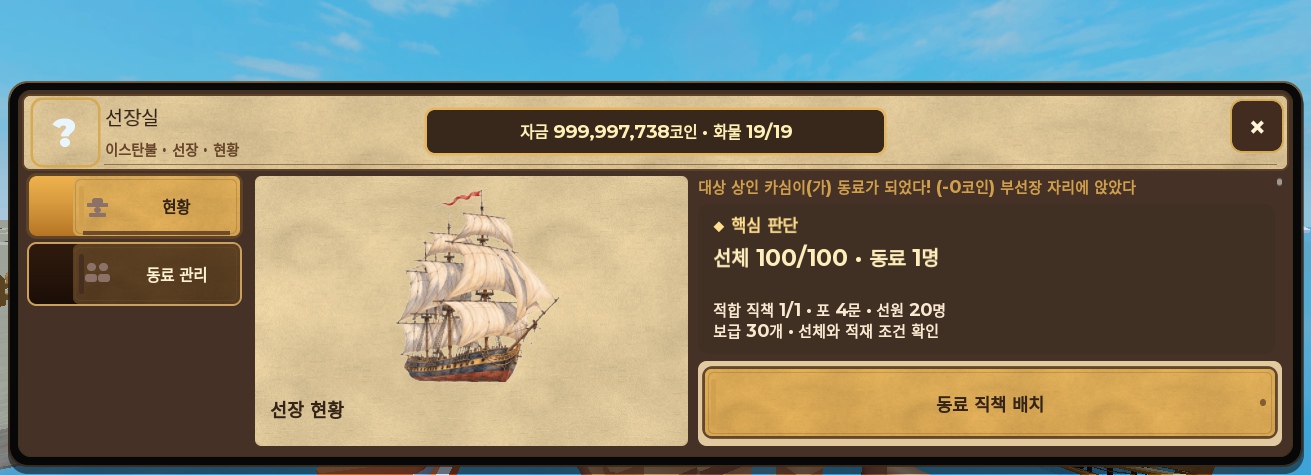 ?
선장실
이스탄불 • 선장 • 현황
자금 999,997,738코인 • 화물 19/19
×
현황
동료 관리
선장 현황
대상 상인 카심이(가) 동료가 되었다! (-0코인) 부선장 자리에 앉았다
◆ 핵심 판단
선체 100/100 • 동료 1명
적합 직책 1/1 • 포 4문 • 선원 20명
보급 30개 • 선체와 적재 조건 확인
동료 직책 배치